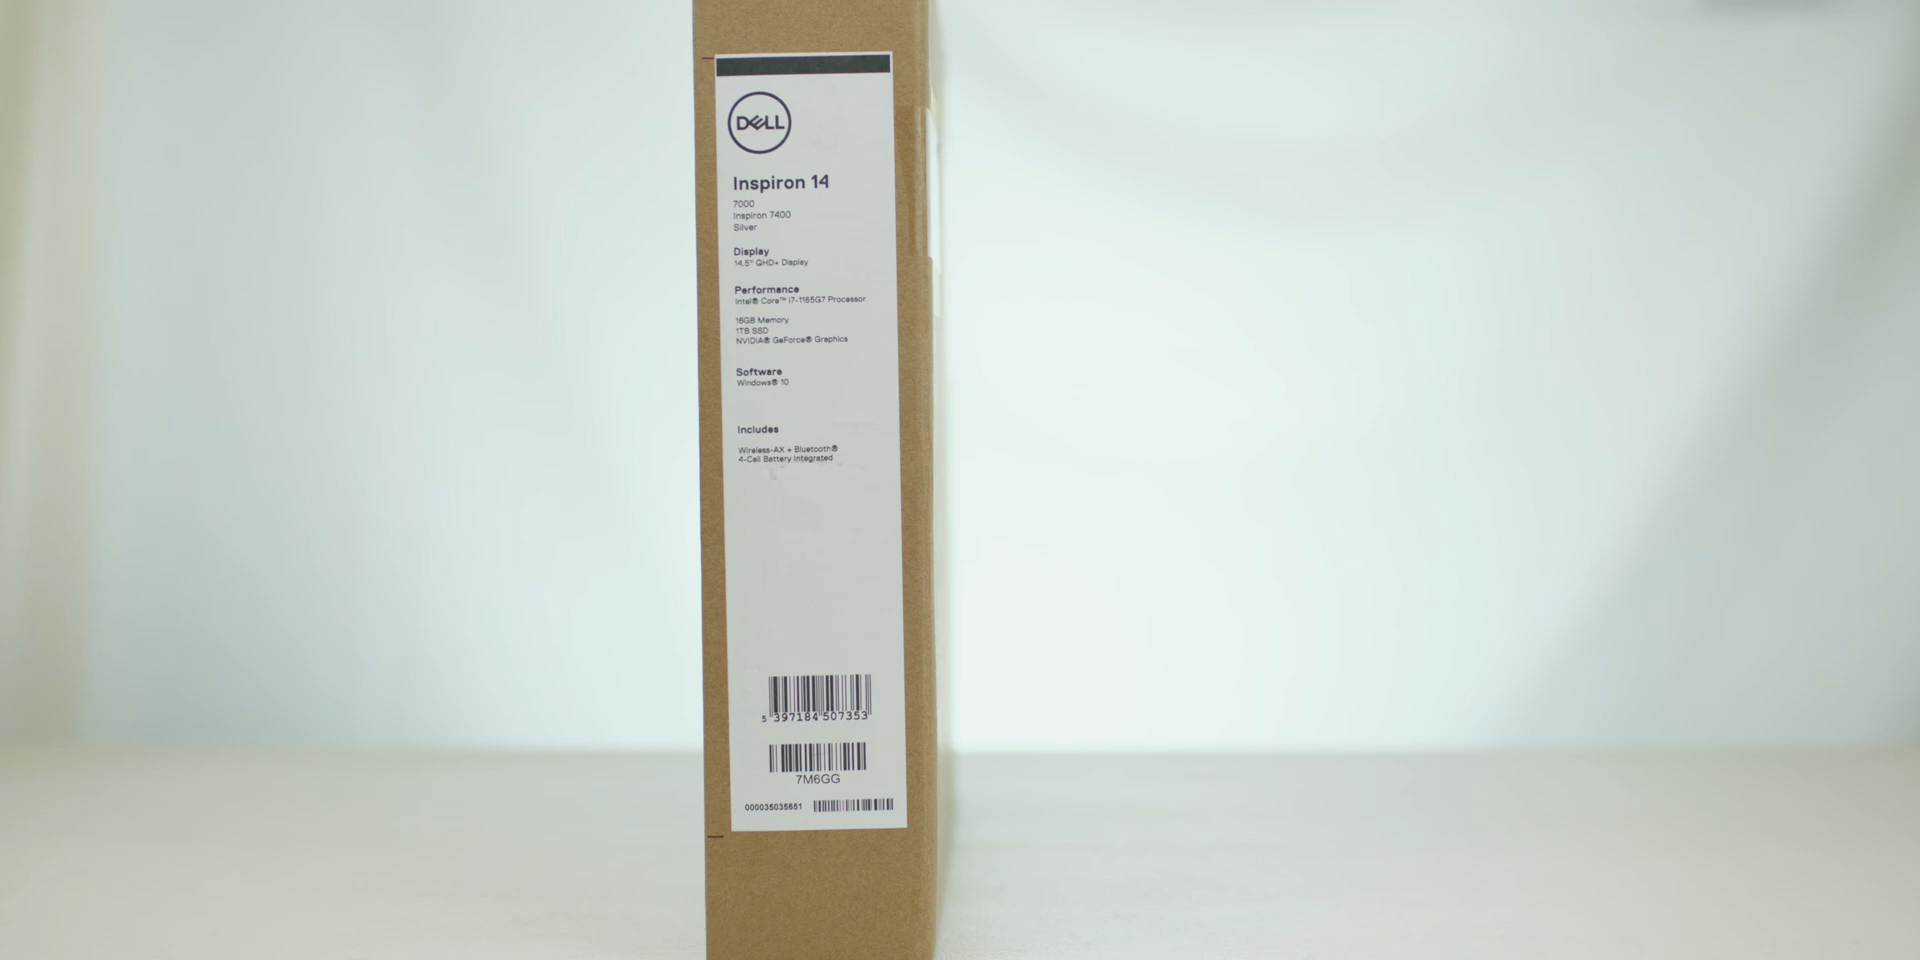 DELL
Inspiron 14
7000
Inspiron 7400
Silver
Display
14.5" QHD+ Display
Performance
Intel® Core™ i7-1165G7 Processor
16GB Memory
1TB SSD
NVIDIA® GeForce® Graphics
Software
Windows® 10
Includes
Wireless-AX + Bluetooth®
4-Cell Battery Integrated
5 397184 507353
7M6GG
000035035651